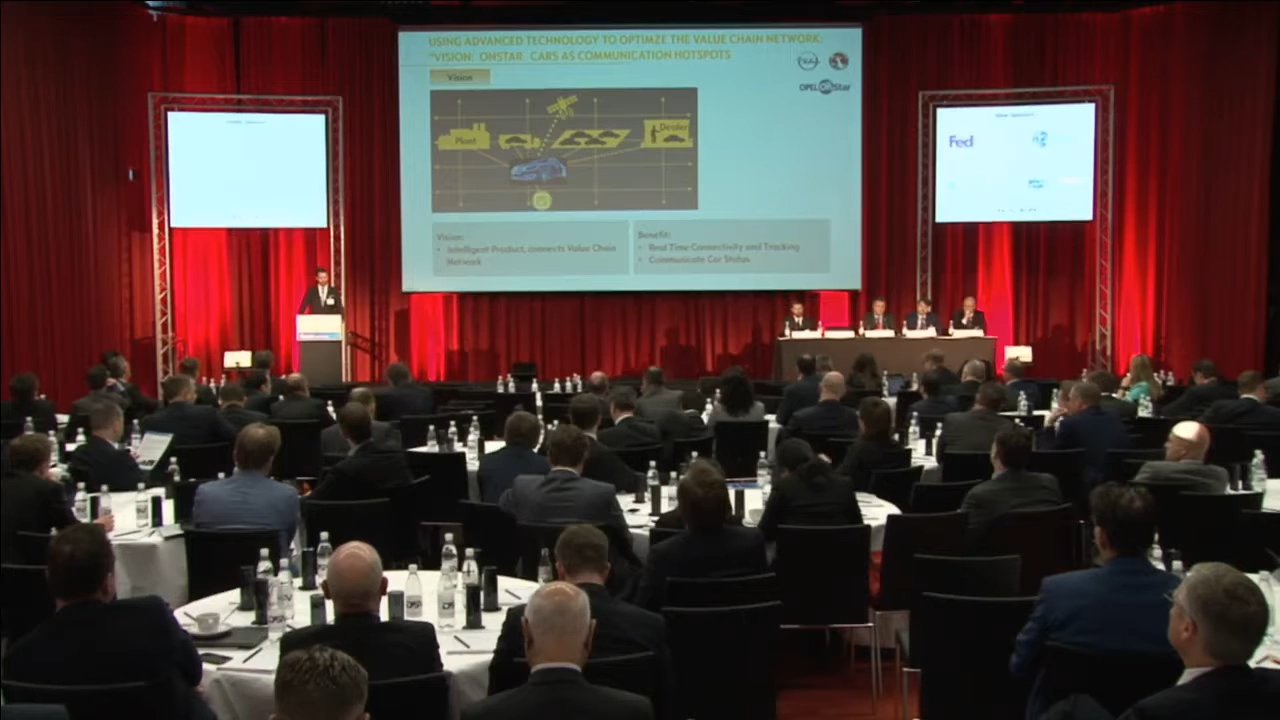 USING ADVANCED TECHNOLOGY TO OPTIMZE THE VALUE CHAIN NETWORK:
"VISION: ONSTAR CARS AS COMMUNICATION HOTSPOTS
Vision
OPEL OnStar
Plant
Dealer
Vision:
• Intelligent Product, connects Value Chain
Network
Benefit:
• Real Time Connectivity and Tracking
• Communicate Car Status
Fed